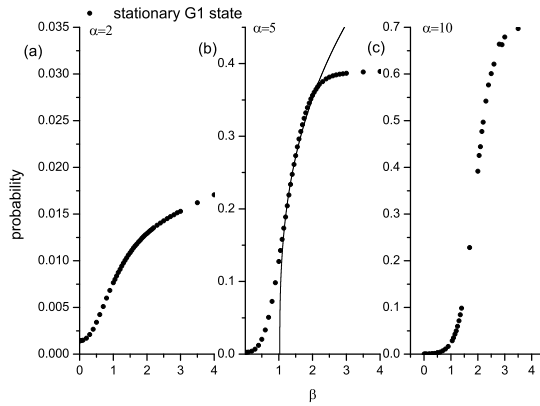 stationary G1 state
(a) α=2 (b) α=5 (c) α=10
0.035 0.4 0.7
0.030 0.6
0.025 0.3 0.5
0.020 0.4
0.015 0.2 0.3
0.010 0.2
0.005 0.1 0.1
0.000 0.0 0.0
probability
0 1 2 3 4 0 1 2 3 4 0 1 2 3
β